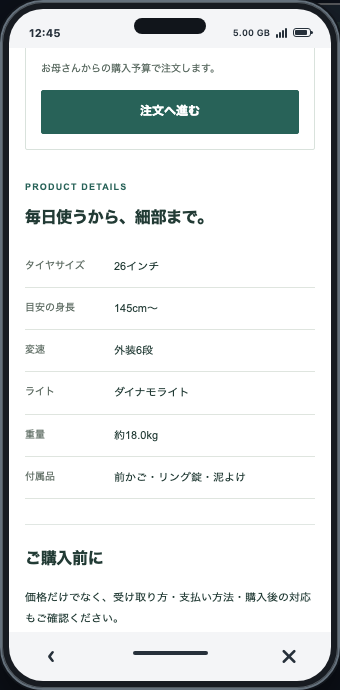 12:45
5.00 GB
お母さんからの購入予算で注文します。
注文へ進む
PRODUCT DETAILS
毎日使うから、細部まで。
タイヤサイズ 26インチ
目安の身長 145cm〜
変速 外装6段
ライト ダイナモライト
重量 約18.0kg
付属品 前かご・リング錠・泥よけ
ご購入前に
価格だけでなく、受け取り方・支払い方法・購入後の対応
もご確認ください。